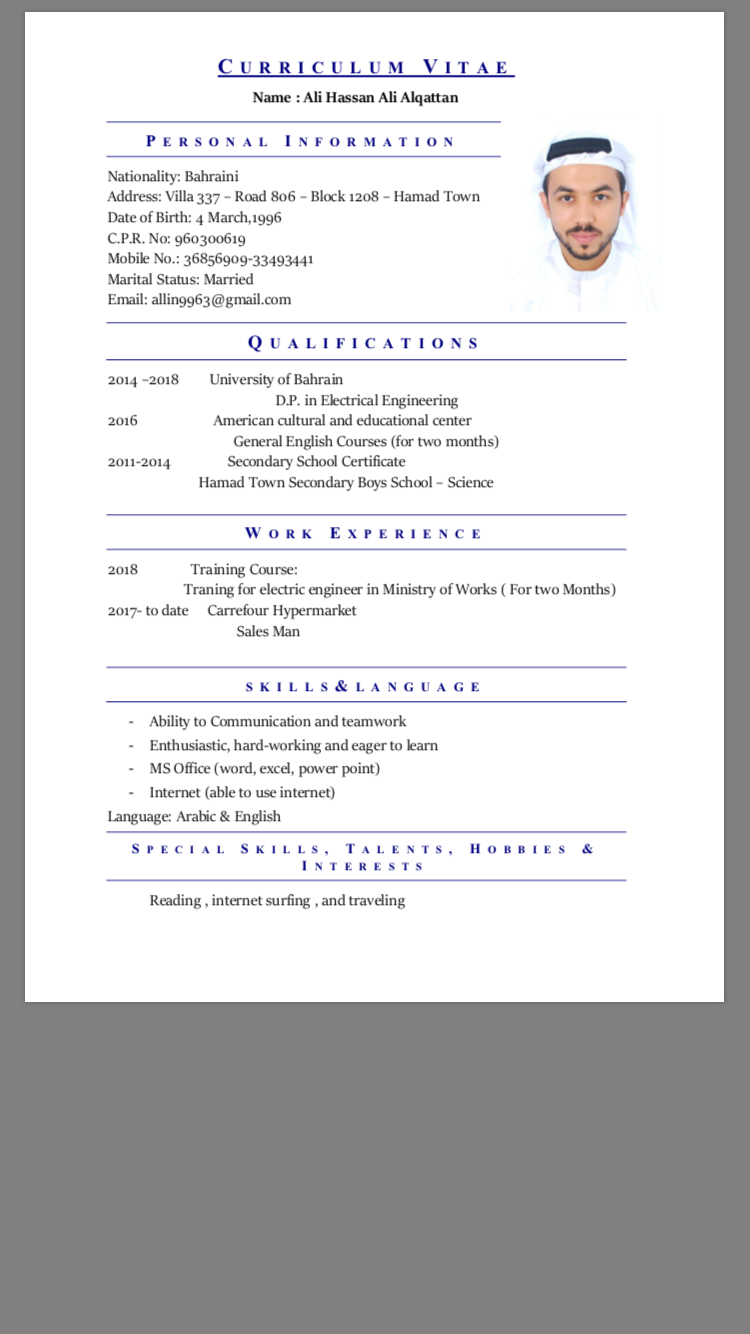 CURRICULUM VITAE
Name : Ali Hassan Ali Alqattan
PERSONAL INFORMATION
Nationality: Bahraini
Address: Villa 337 – Road 806 – Block 1208 – Hamad Town
Date of Birth: 4 March,1996
C.P.R. No: 960300619
Mobile No.: 36856909-33493441
Marital Status: Married
Email: allin9963@gmail.com
QUALIFICATIONS
2014 –2018 University of Bahrain
D.P. in Electrical Engineering
2016 American cultural and educational center
General English Courses (for two months)
2011-2014 Secondary School Certificate
Hamad Town Secondary Boys School – Science
WORK EXPERIENCE
2018 Training Course:
Traning for electric engineer in Ministry of Works ( For two Months)
2017- to date Carrefour Hypermarket
Sales Man
SKILLS&LANGUAGE
- Ability to Communication and teamwork
- Enthusiastic, hard-working and eager to learn
- MS Office (word, excel, power point)
- Internet (able to use internet)
Language: Arabic & English
SPECIAL SKILLS, TALENTS, HOBBIES &
INTERESTS
Reading , internet surfing , and traveling